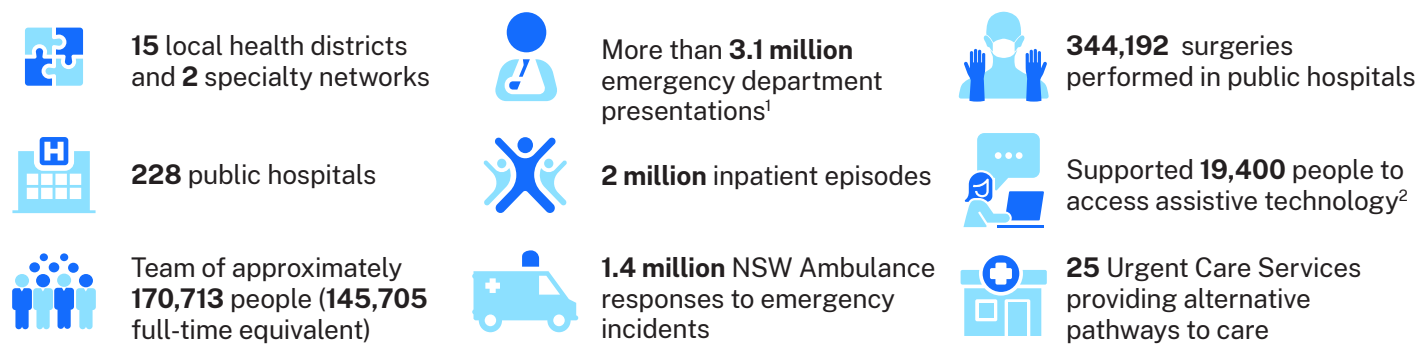 15 local health districts
and 2 specialty networks
More than 3.1 million
emergency department
presentations¹
344,192 surgeries
performed in public hospitals
H
228 public hospitals
2 million inpatient episodes
Supported 19,400 people to
access assistive technology²
Team of approximately
170,713 people (145,705
full-time equivalent)
1.4 million NSW Ambulance
responses to emergency
incidents
25 Urgent Care Services
providing alternative
pathways to care